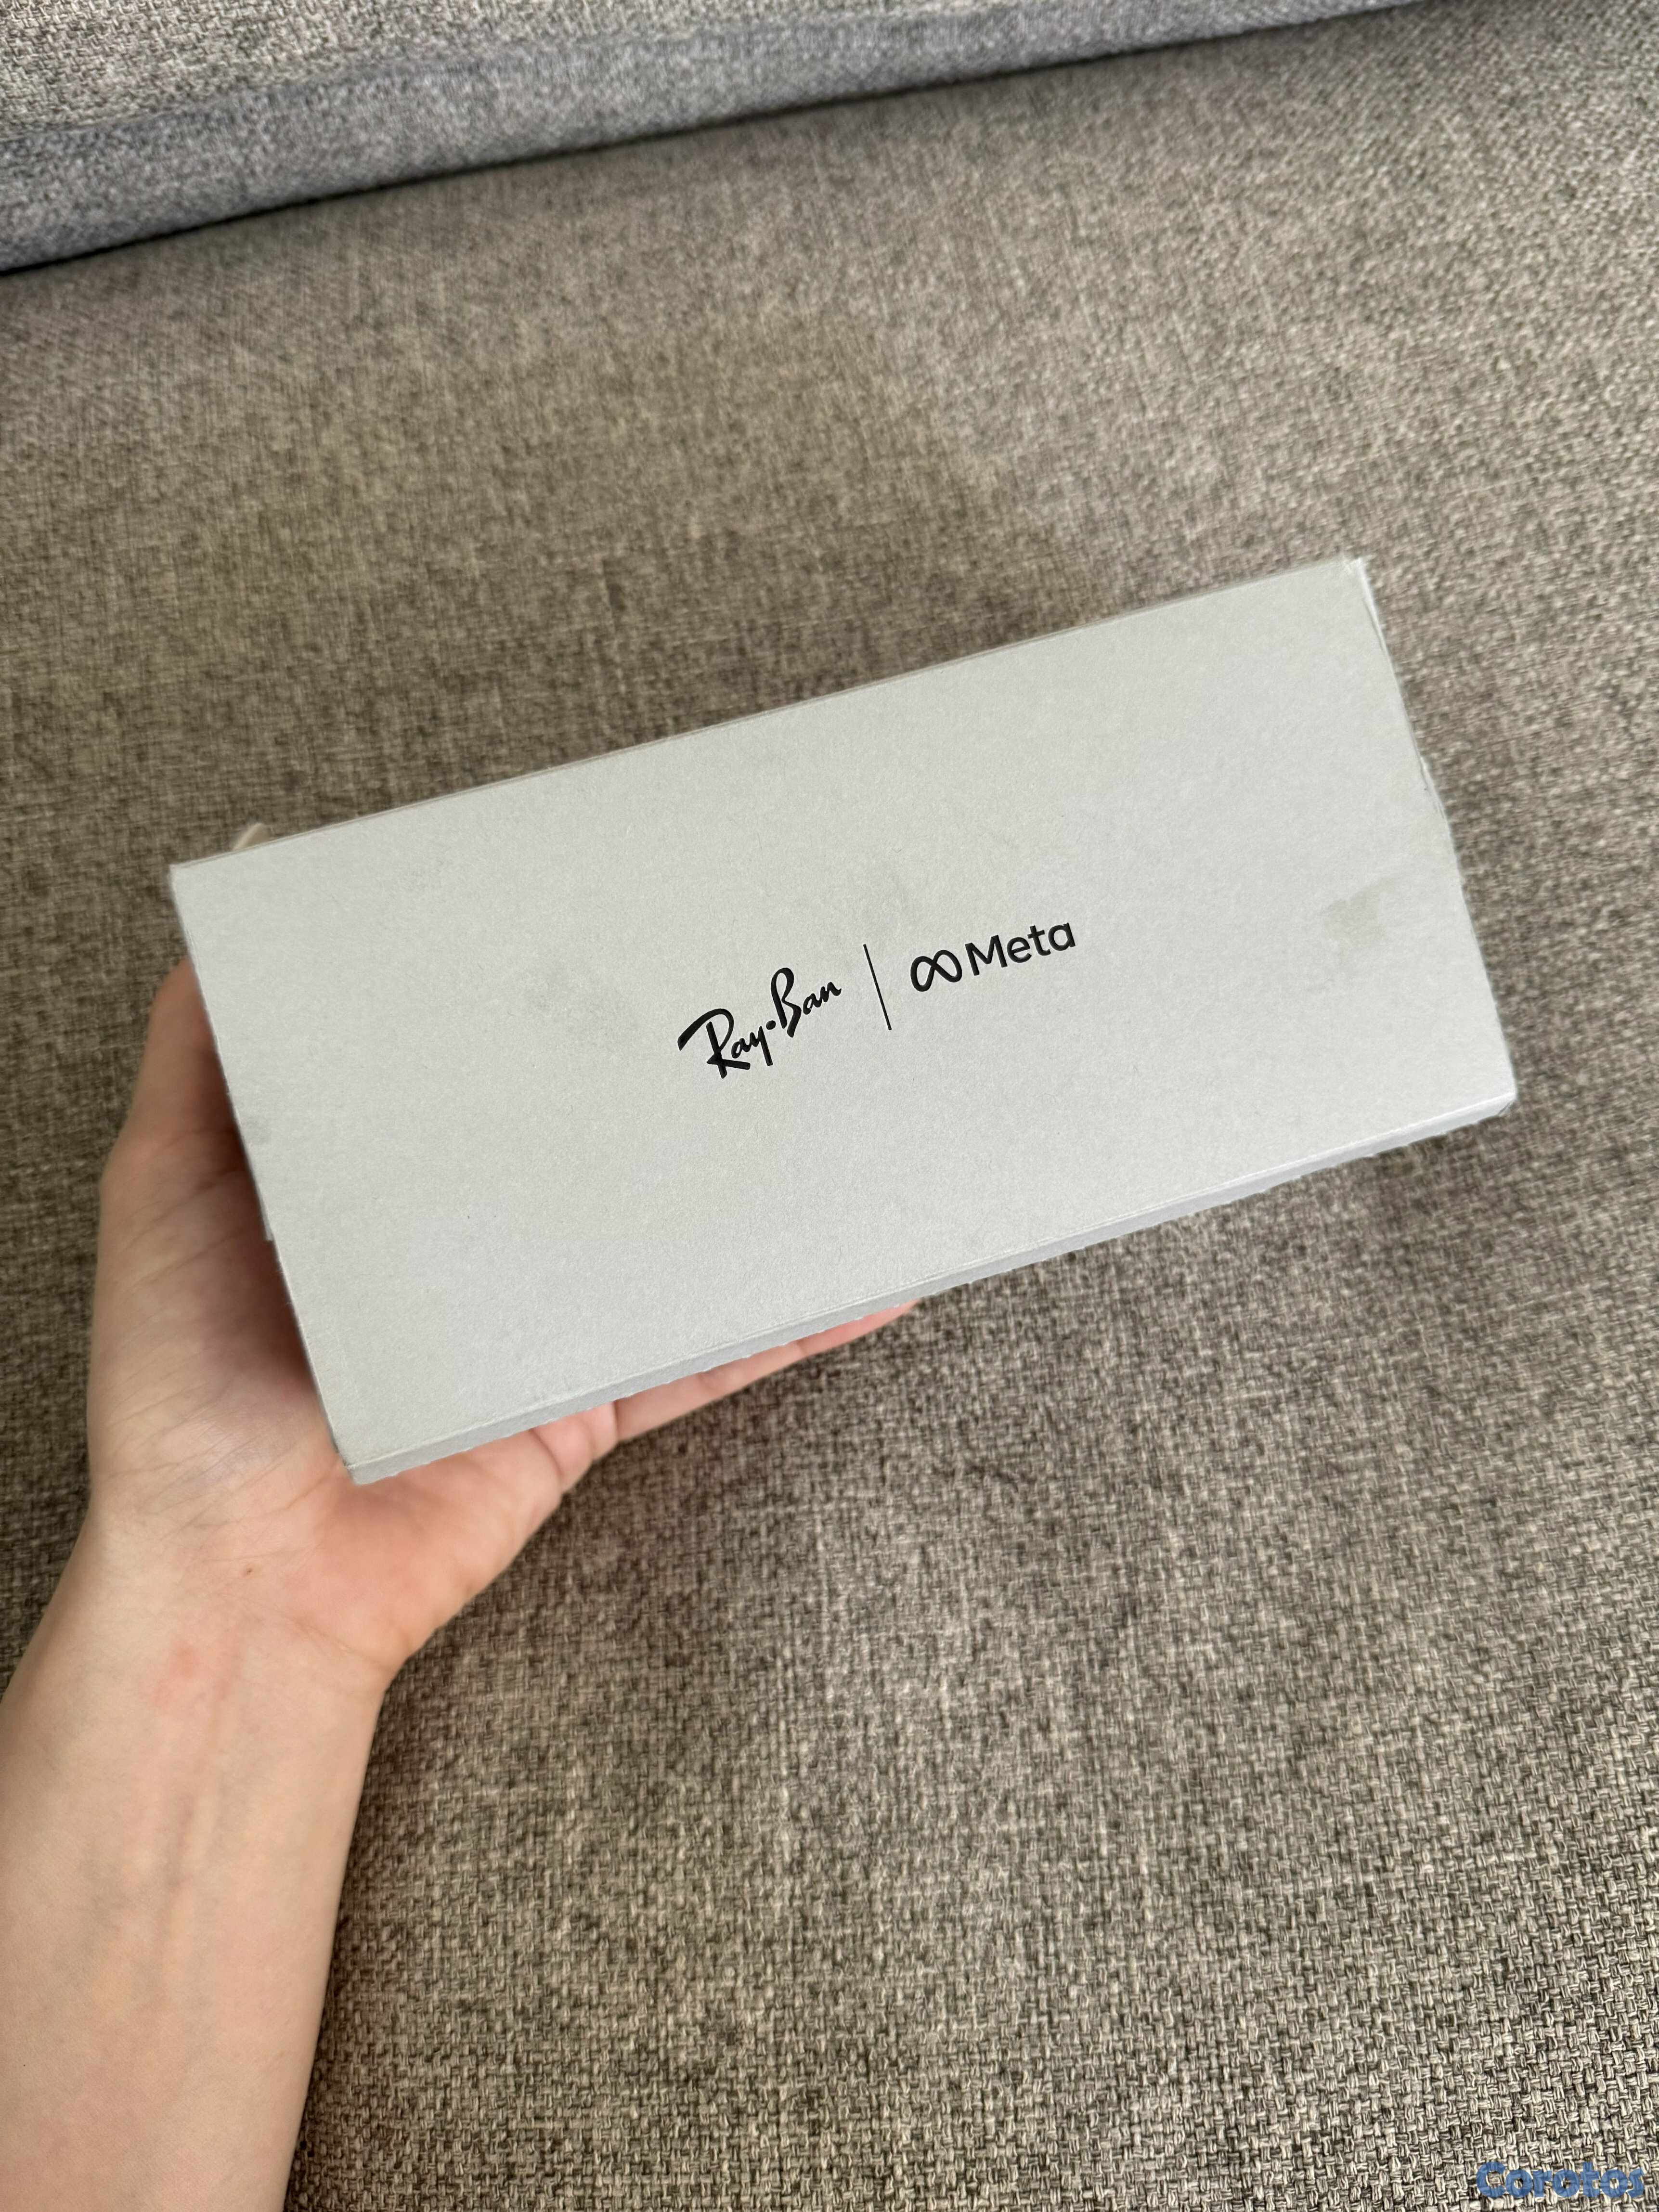 Ray-Ban | ∞ Meta
Corotos